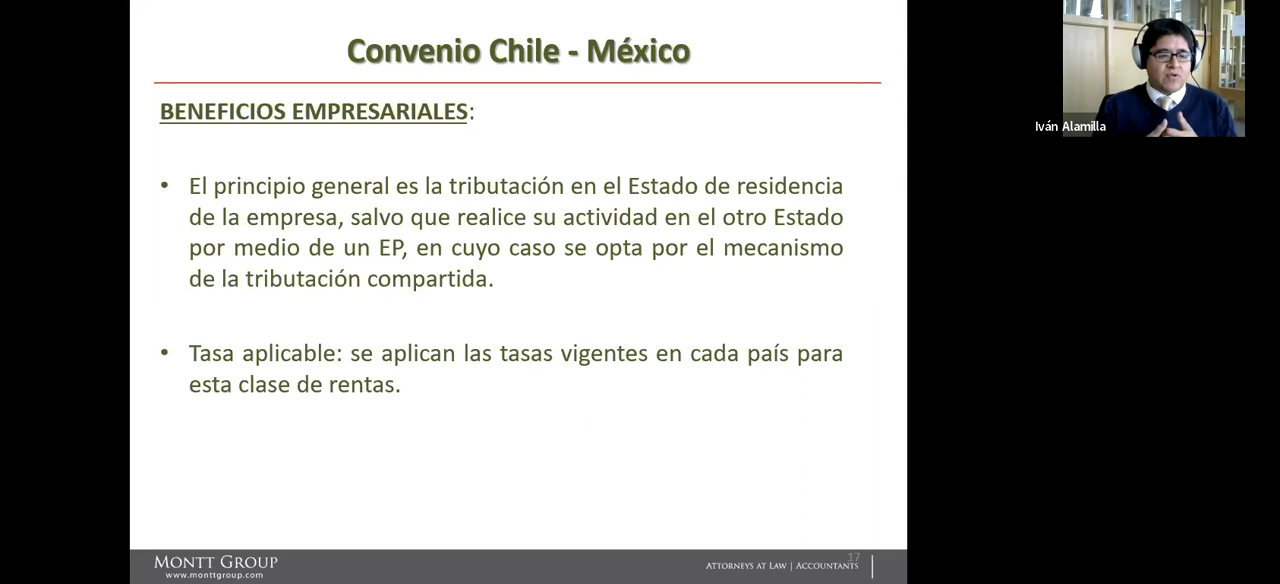 Convenio Chile - México
Iván Alamilla
BENEFICIOS EMPRESARIALES:
• El principio general es la tributación en el Estado de residencia
de la empresa, salvo que realice su actividad en el otro Estado
por medio de un EP, en cuyo caso se opta por el mecanismo
de la tributación compartida.
• Tasa aplicable: se aplican las tasas vigentes en cada país para
esta clase de rentas.
MONTT GROUP
www.monttgroup.com
17
ATTORNEYS AT LAW | ACCOUNTANTS